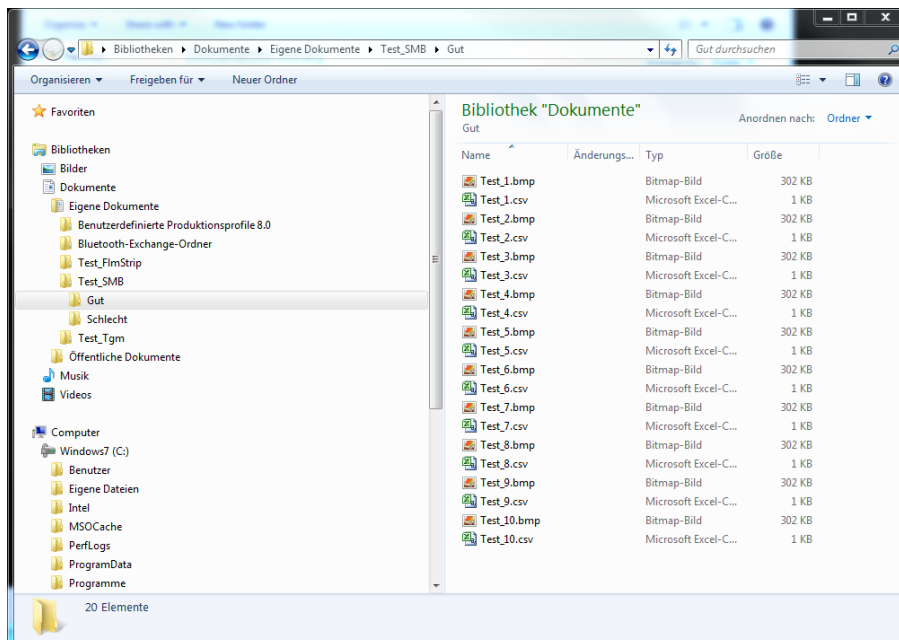 Bibliotheken Dokumente Eigene Dokumente Test_SMB Gut Gut durchsuchen
Organisieren Freigeben für Neuer Ordner
Favoriten
Bibliotheken
Bilder
Dokumente
Eigene Dokumente
Benutzerdefinierte Produktionsprofile 8.0
Bluetooth-Exchange-Ordner
Test_FlmStrip
Test_SMB
Gut
Schlecht
Test_Tgm
Öffentliche Dokumente
Musik
Videos
Computer
Windows7 (C:)
Benutzer
Eigene Dateien
Intel
MSOCache
PerfLogs
ProgramData
Programme
Bibliothek "Dokumente"
Gut
Anordnen nach: Ordner
Name Änderungs... Typ Größe
Test_1.bmp Bitmap-Bild 302 KB
Test_1.csv Microsoft Excel-C... 1 KB
Test_2.bmp Bitmap-Bild 302 KB
Test_2.csv Microsoft Excel-C... 1 KB
Test_3.bmp Bitmap-Bild 302 KB
Test_3.csv Microsoft Excel-C... 1 KB
Test_4.bmp Bitmap-Bild 302 KB
Test_4.csv Microsoft Excel-C... 1 KB
Test_5.bmp Bitmap-Bild 302 KB
Test_5.csv Microsoft Excel-C... 1 KB
Test_6.bmp Bitmap-Bild 302 KB
Test_6.csv Microsoft Excel-C... 1 KB
Test_7.bmp Bitmap-Bild 302 KB
Test_7.csv Microsoft Excel-C... 1 KB
Test_8.bmp Bitmap-Bild 302 KB
Test_8.csv Microsoft Excel-C... 1 KB
Test_9.bmp Bitmap-Bild 302 KB
Test_9.csv Microsoft Excel-C... 1 KB
Test_10.bmp Bitmap-Bild 302 KB
Test_10.csv Microsoft Excel-C... 1 KB
20 Elemente